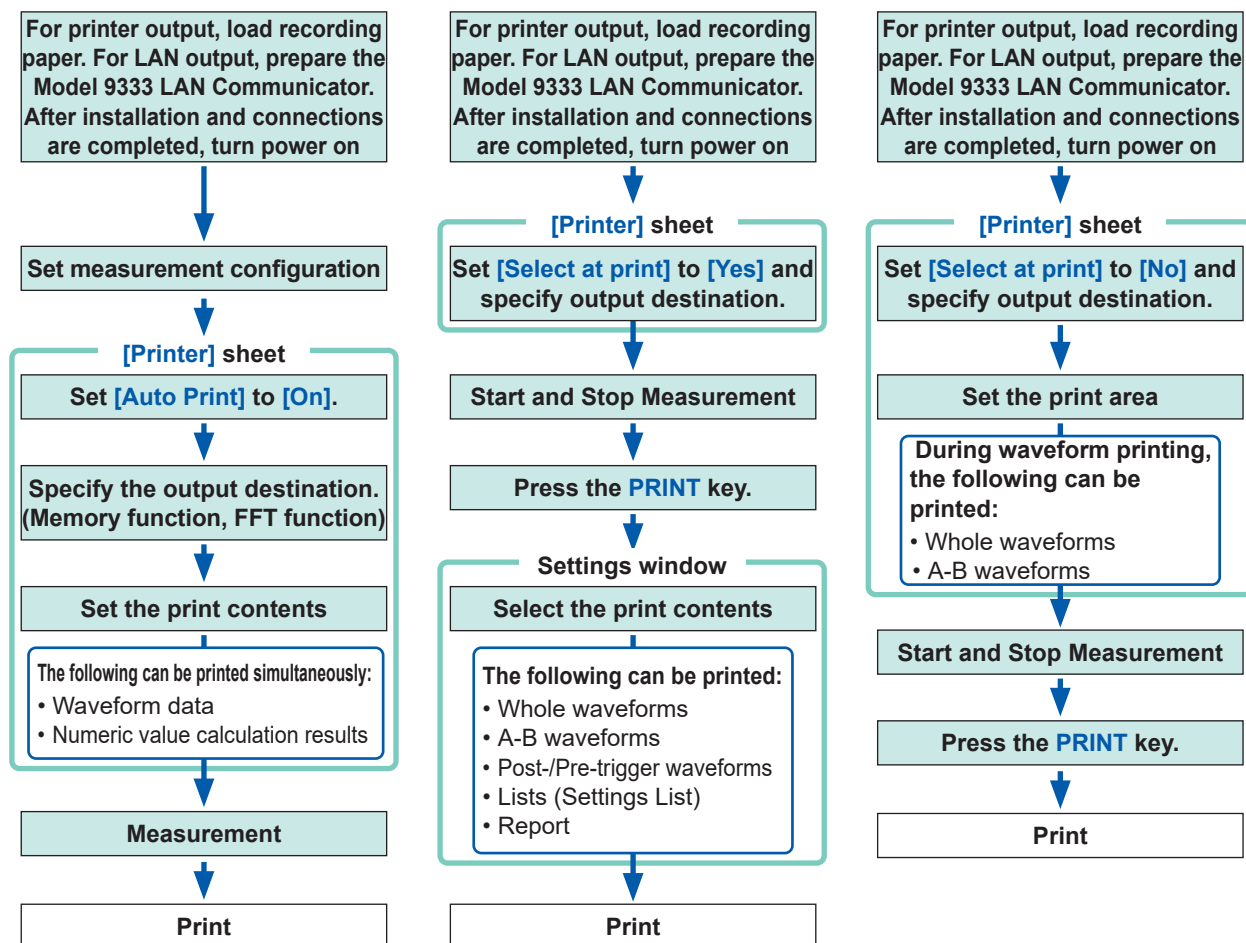 For printer output, load recording
paper. For LAN output, prepare the
Model 9333 LAN Communicator.
After installation and connections
are completed, turn power on
Set measurement configuration
[Printer] sheet
Set [Auto Print] to [On].
Specify the output destination.
(Memory function, FFT function)
Set the print contents
The following can be printed simultaneously:
• Waveform data
• Numeric value calculation results
Measurement
Print
For printer output, load recording
paper. For LAN output, prepare the
Model 9333 LAN Communicator.
After installation and connections
are completed, turn power on
[Printer] sheet
Set [Select at print] to [Yes] and
specify output destination.
Start and Stop Measurement
Press the PRINT key.
Settings window
Select the print contents
The following can be printed:
• Whole waveforms
• A-B waveforms
• Post-/Pre-trigger waveforms
• Lists (Settings List)
• Report
Print
For printer output, load recording
paper. For LAN output, prepare the
Model 9333 LAN Communicator.
After installation and connections
are completed, turn power on
[Printer] sheet
Set [Select at print] to [No] and
specify output destination.
Set the print area
During waveform printing,
the following can be
printed:
• Whole waveforms
• A-B waveforms
Start and Stop Measurement
Press the PRINT key.
Print